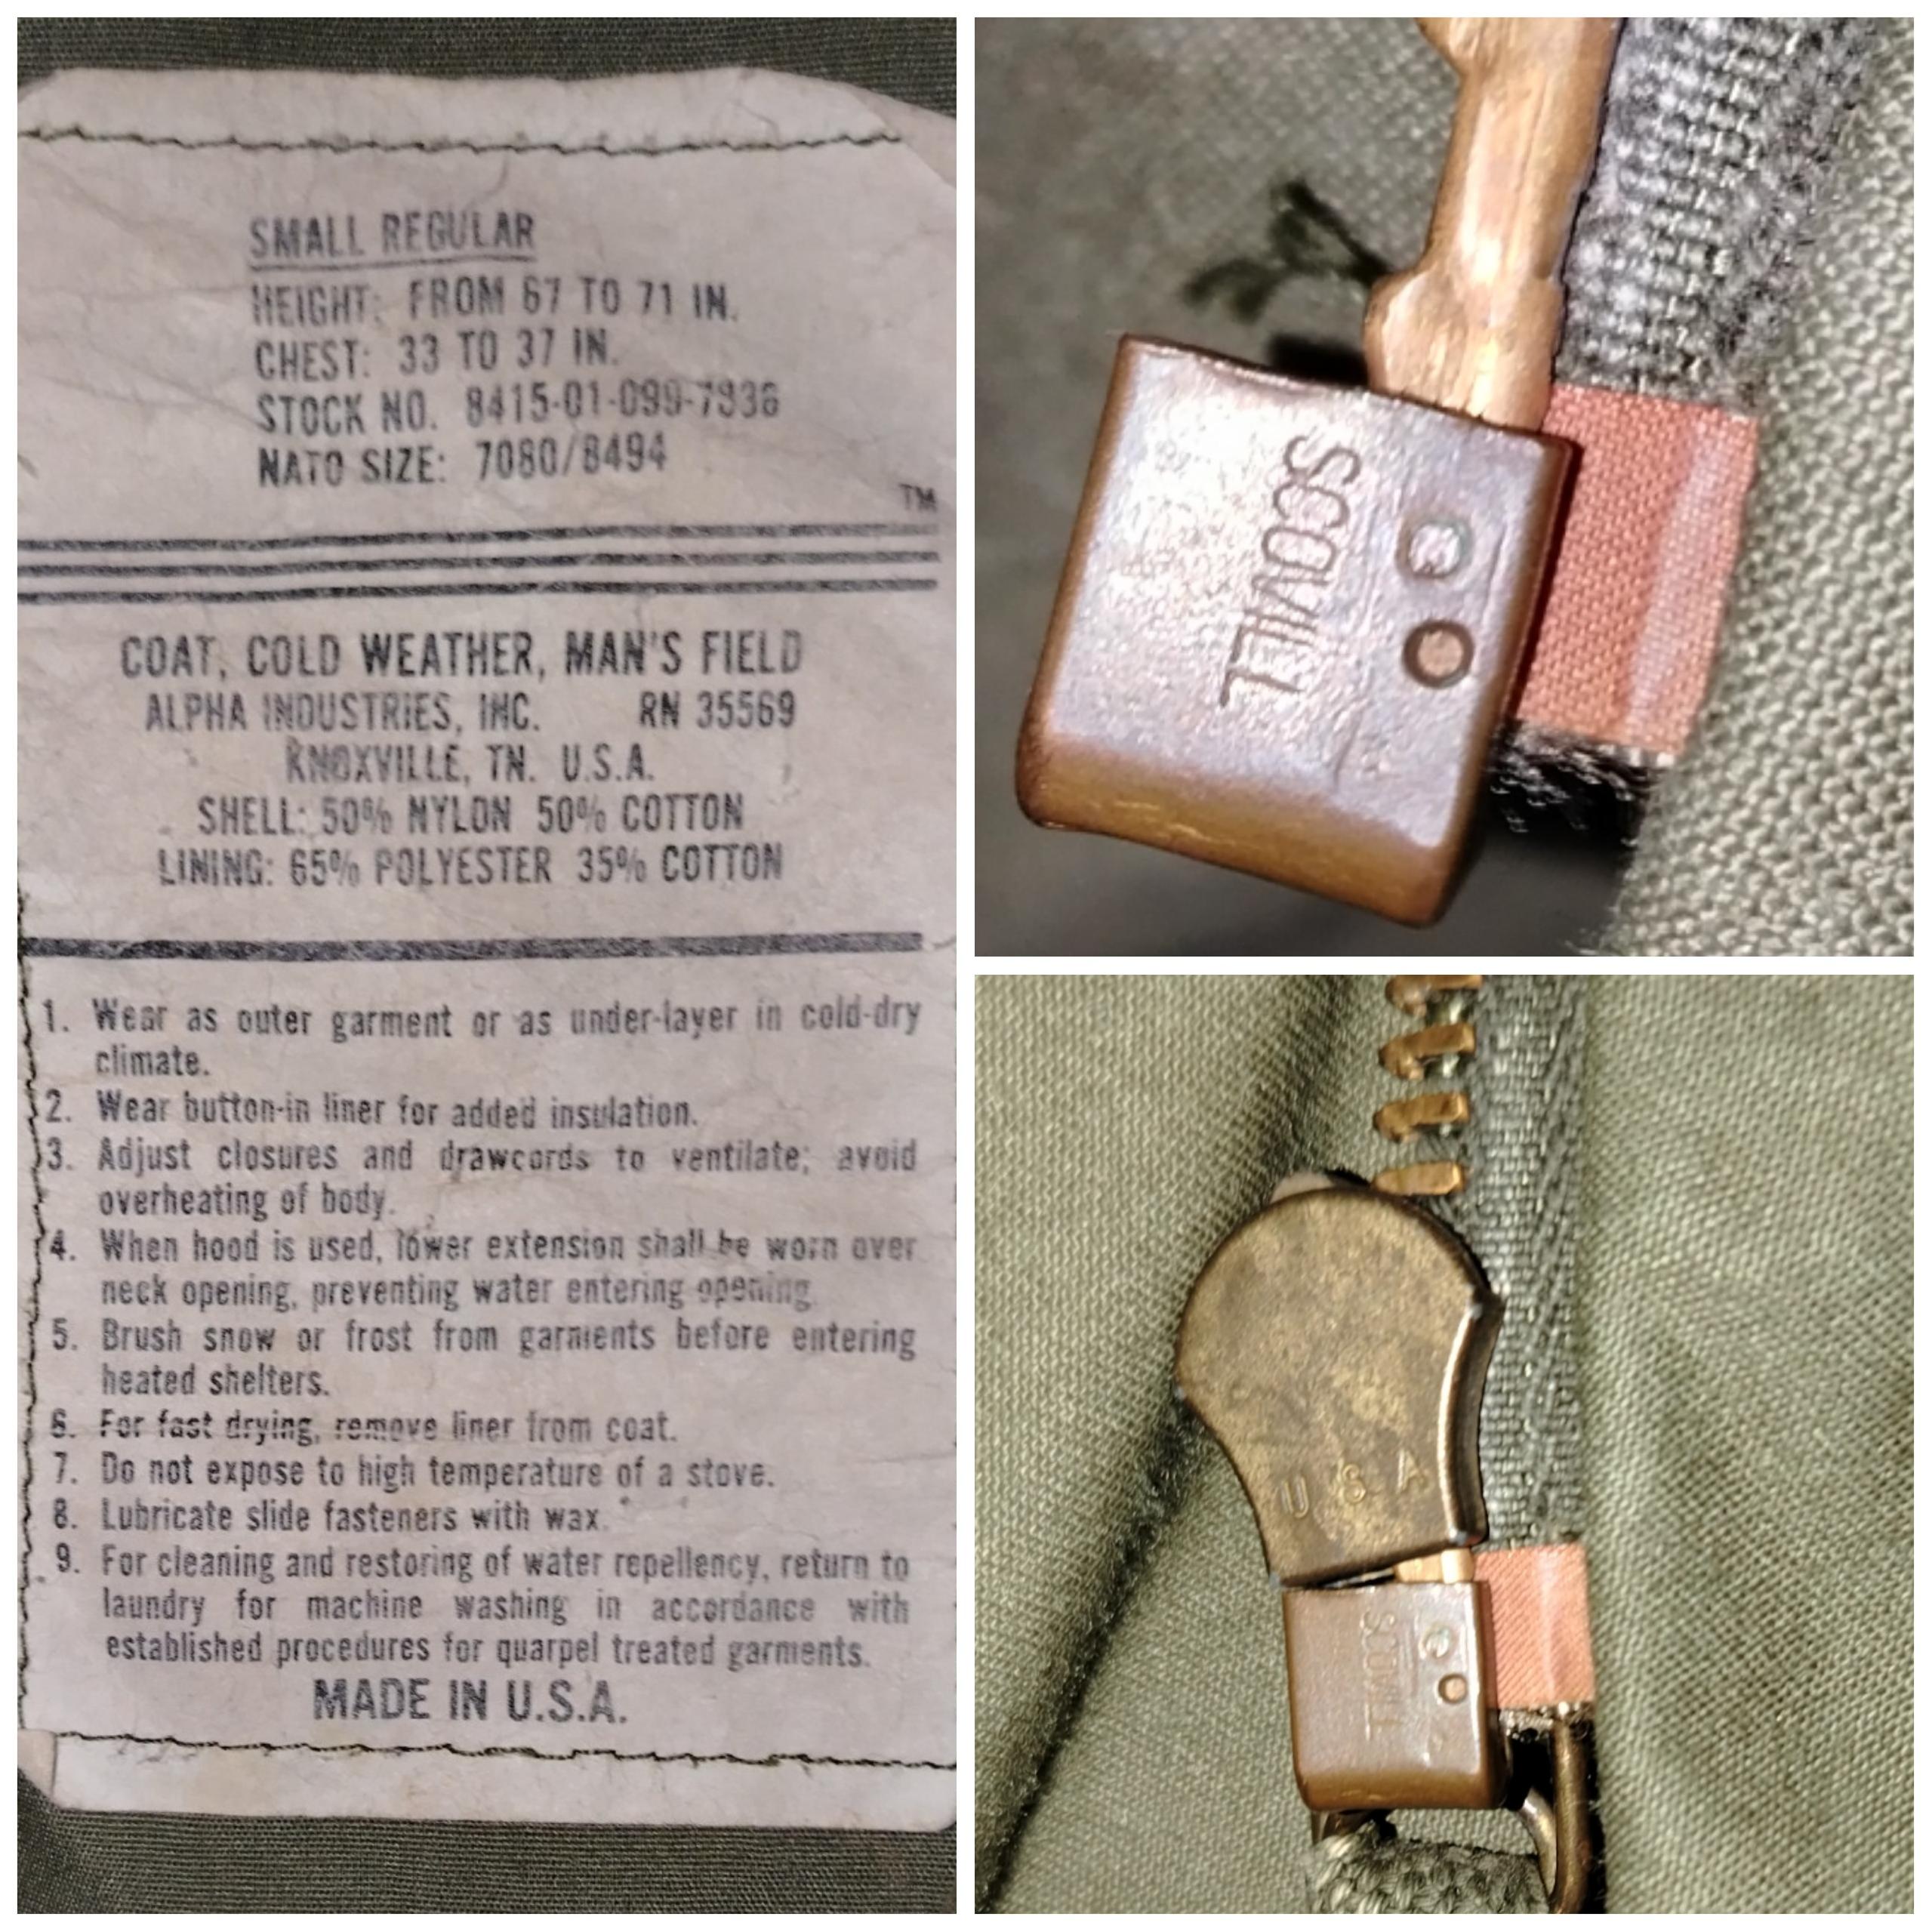 SMALL REGULAR
HEIGHT: FROM 67 TO 71 IN.
CHEST: 33 TO 37 IN.
STOCK NO. 8415-01-099-7836
NATO SIZE: 7080/8494
TM
COAT, COLD WEATHER, MAN'S FIELD
ALPHA INDUSTRIES, INC. RN 35569
KNOXVILLE, TN. U.S.A.
SHELL: 50% NYLON 50% COTTON
LINING: 65% POLYESTER 35% COTTON
1. Wear as outer garment or as under-layer in cold-dry
climate.
2. Wear button-in liner for added insulation.
3. Adjust closures and drawcords to ventilate; avoid
overheating of body.
4. When hood is used, lower extension shall be worn over
neck opening, preventing water entering opening.
5. Brush snow or frost from garments before entering
heated shelters.
6. For fast drying, remove liner from coat.
7. Do not expose to high temperature of a stove.
8. Lubricate slide fasteners with wax.
9. For cleaning and restoring of water repellency, return to
laundry for machine washing in accordance with
established procedures for quarpel treated garments.
MADE IN U.S.A.
SCOVILL
USA
SCOVILL